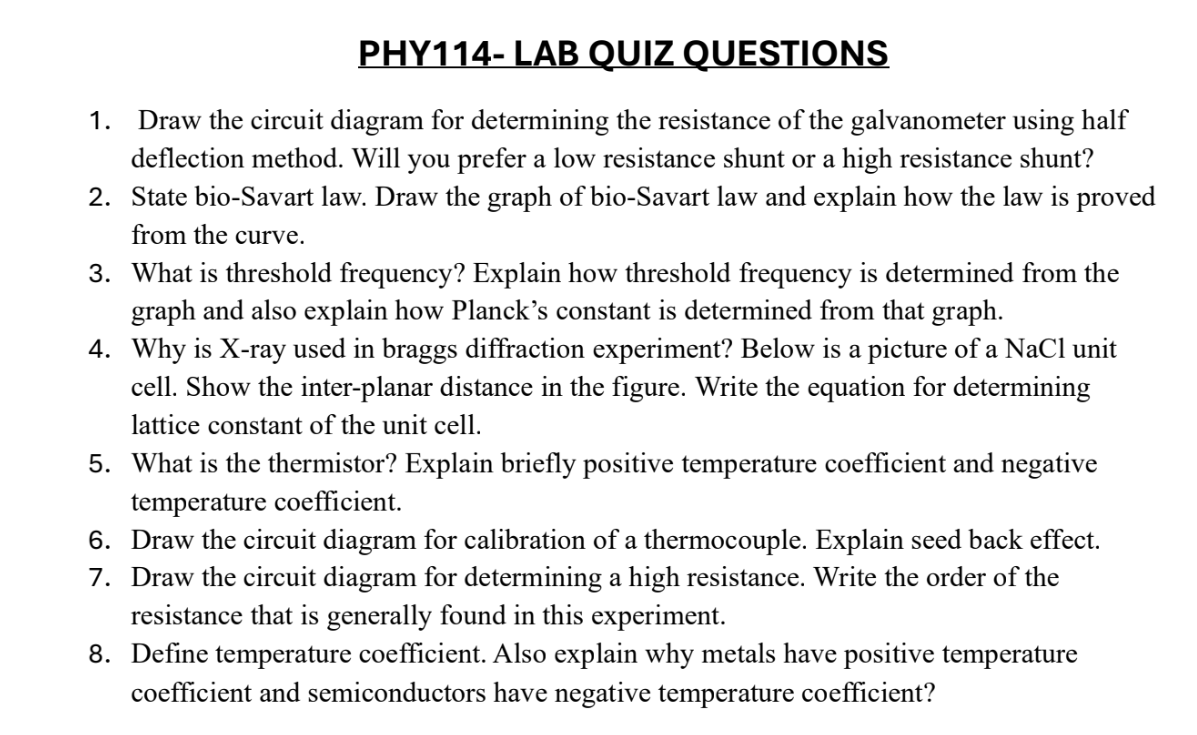 PHY114- LAB QUIZ QUESTIONS
1. Draw the circuit diagram for determining the resistance of the galvanometer using half
deflection method. Will you prefer a low resistance shunt or a high resistance shunt?
2. State bio-Savart law. Draw the graph of bio-Savart law and explain how the law is proved
from the curve.
3. What is threshold frequency? Explain how threshold frequency is determined from the
graph and also explain how Planck’s constant is determined from that graph.
4. Why is X-ray used in braggs diffraction experiment? Below is a picture of a NaCl unit
cell. Show the inter-planar distance in the figure. Write the equation for determining
lattice constant of the unit cell.
5. What is the thermistor? Explain briefly positive temperature coefficient and negative
temperature coefficient.
6. Draw the circuit diagram for calibration of a thermocouple. Explain seed back effect.
7. Draw the circuit diagram for determining a high resistance. Write the order of the
resistance that is generally found in this experiment.
8. Define temperature coefficient. Also explain why metals have positive temperature
coefficient and semiconductors have negative temperature coefficient?